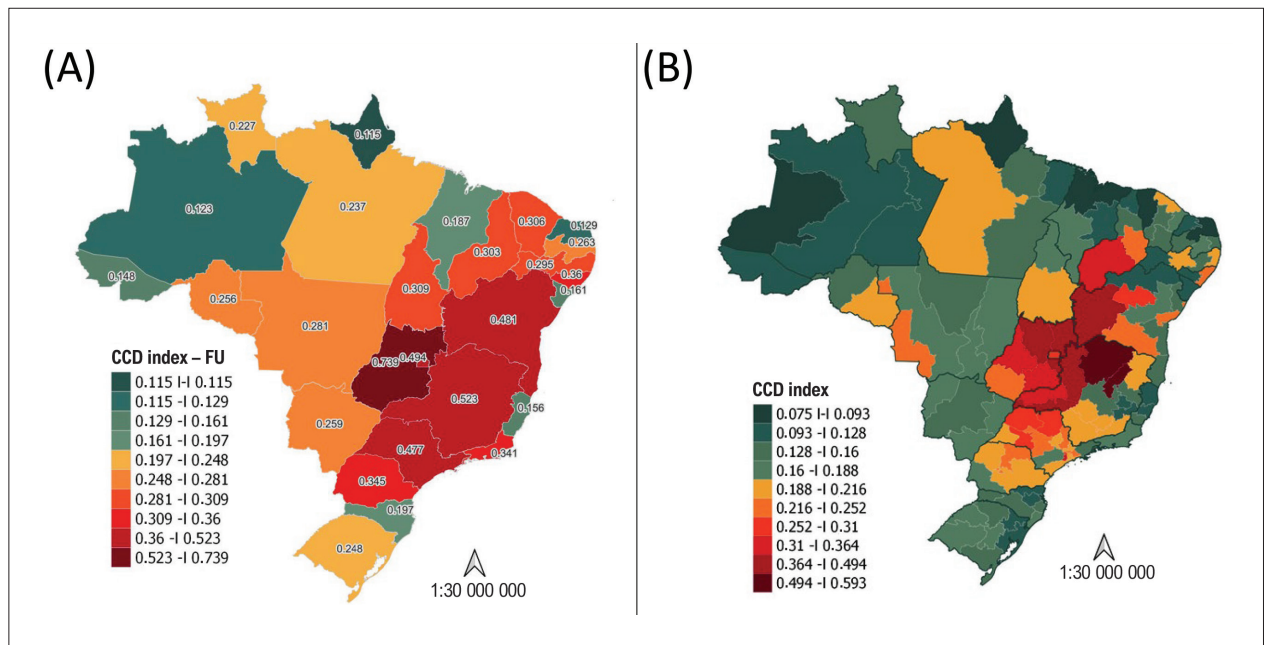 (A)
0.227
0.115
0.123
0.237
0.187
0.306
0.129
0.263
0.303
0.295
0.36
0.161
0.148
0.256
0.309
0.281
0.481
0.739
0.494
0.523
0.156
0.259
0.477
0.341
0.345
0.197
0.248
CCD index – FU
0.115 I-I 0.115
0.115 -I 0.129
0.129 -I 0.161
0.161 -I 0.197
0.197 -I 0.248
0.248 -I 0.281
0.281 -I 0.309
0.309 -I 0.36
0.36 -I 0.523
0.523 -I 0.739
1:30 000 000
(B)
CCD index
0.075 I-I 0.093
0.093 -I 0.128
0.128 -I 0.16
0.16 -I 0.188
0.188 -I 0.216
0.216 -I 0.252
0.252 -I 0.31
0.31 -I 0.364
0.364 -I 0.494
0.494 -I 0.593
1:30 000 000